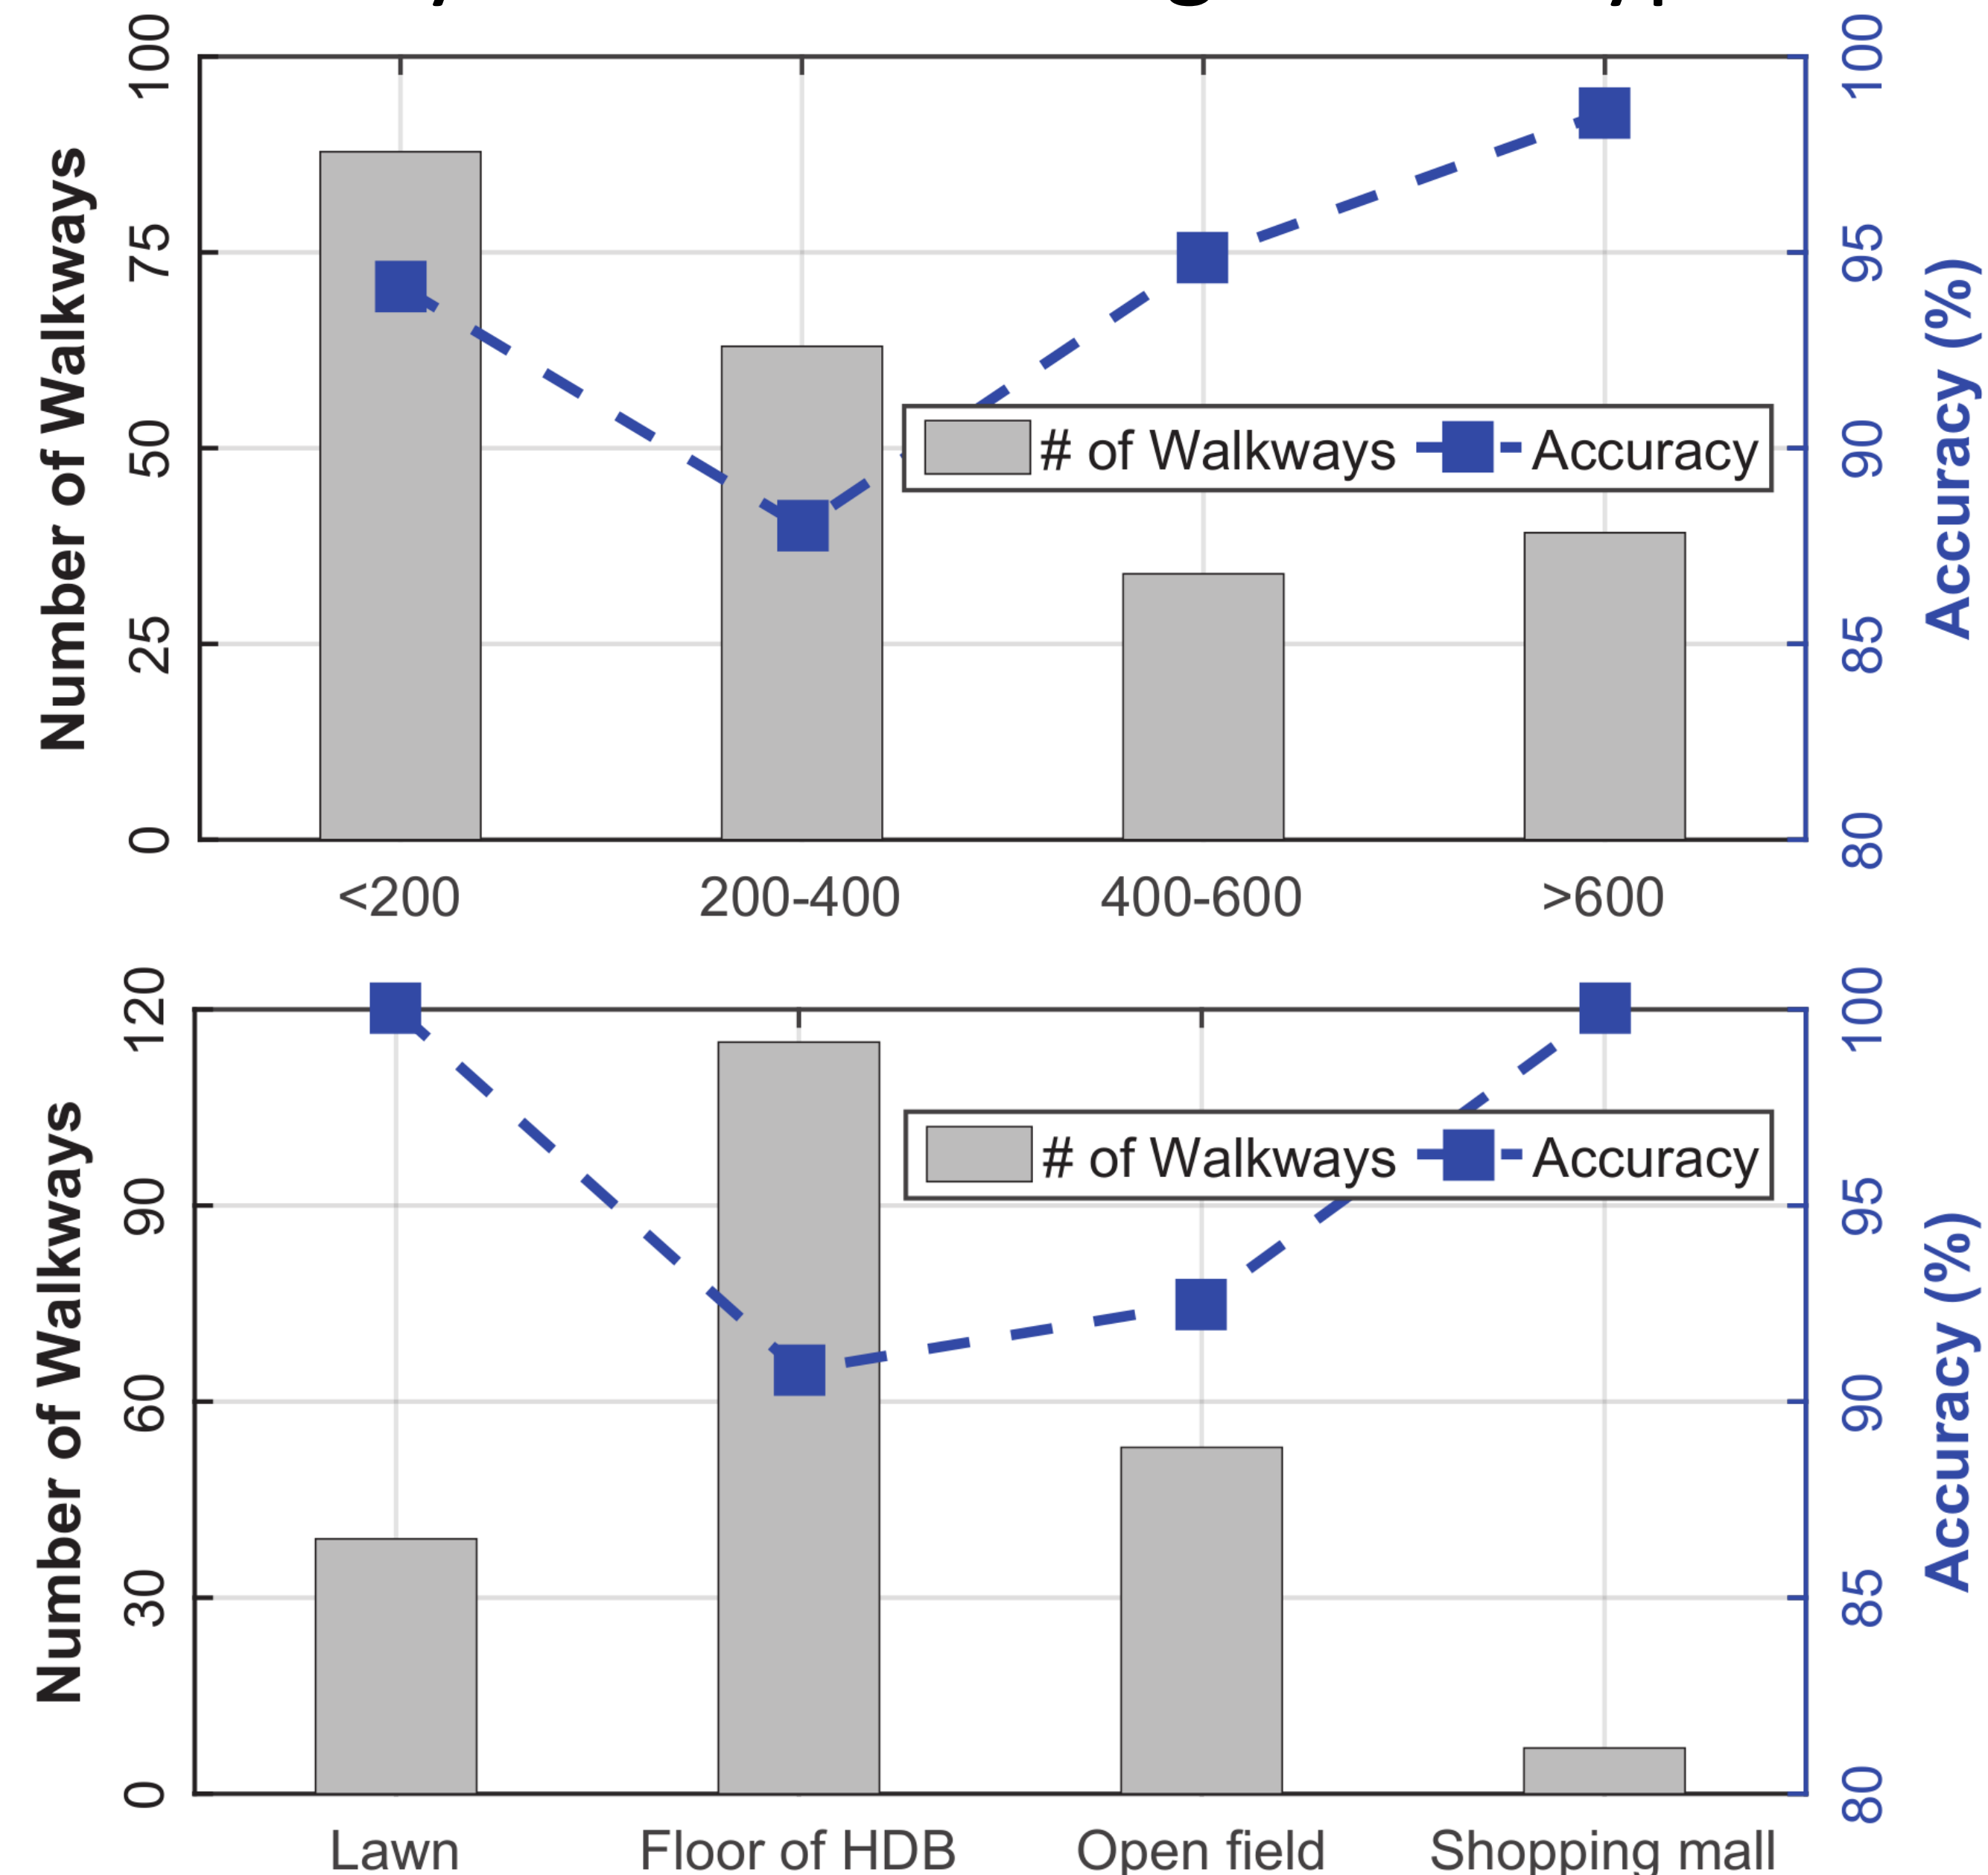 Number of Walkways
100
75
50
25
0
# of Walkways
Accuracy
100
95
90
85
80
Accuracy (%)
<200
200-400
400-600
>600
Number of Walkways
120
90
60
30
0
# of Walkways
Accuracy
100
95
90
85
80
Accuracy (%)
Lawn
Floor of HDB
Open field
Shopping mall